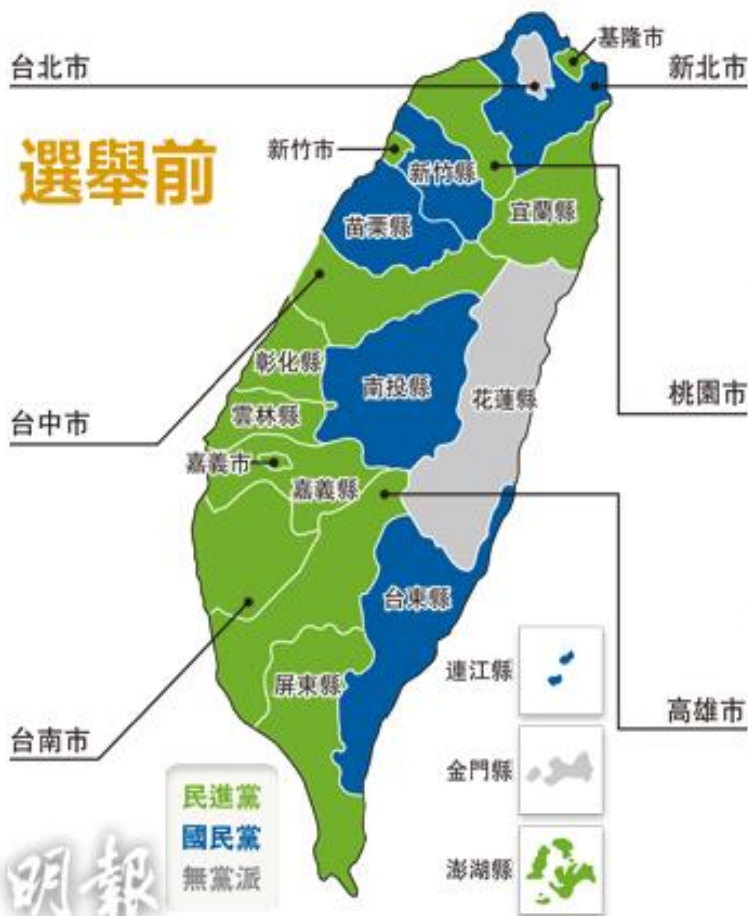 台北市
基隆市
新北市
選舉前
新竹市
新竹縣
宜蘭縣
苗栗縣
彰化縣
南投縣
花蓮縣
桃園市
雲林縣
台中市
嘉義市
嘉義縣
台東縣
連江縣
屏東縣
高雄市
台南市
金門縣
民進黨
國民黨
無黨派
澎湖縣
明報